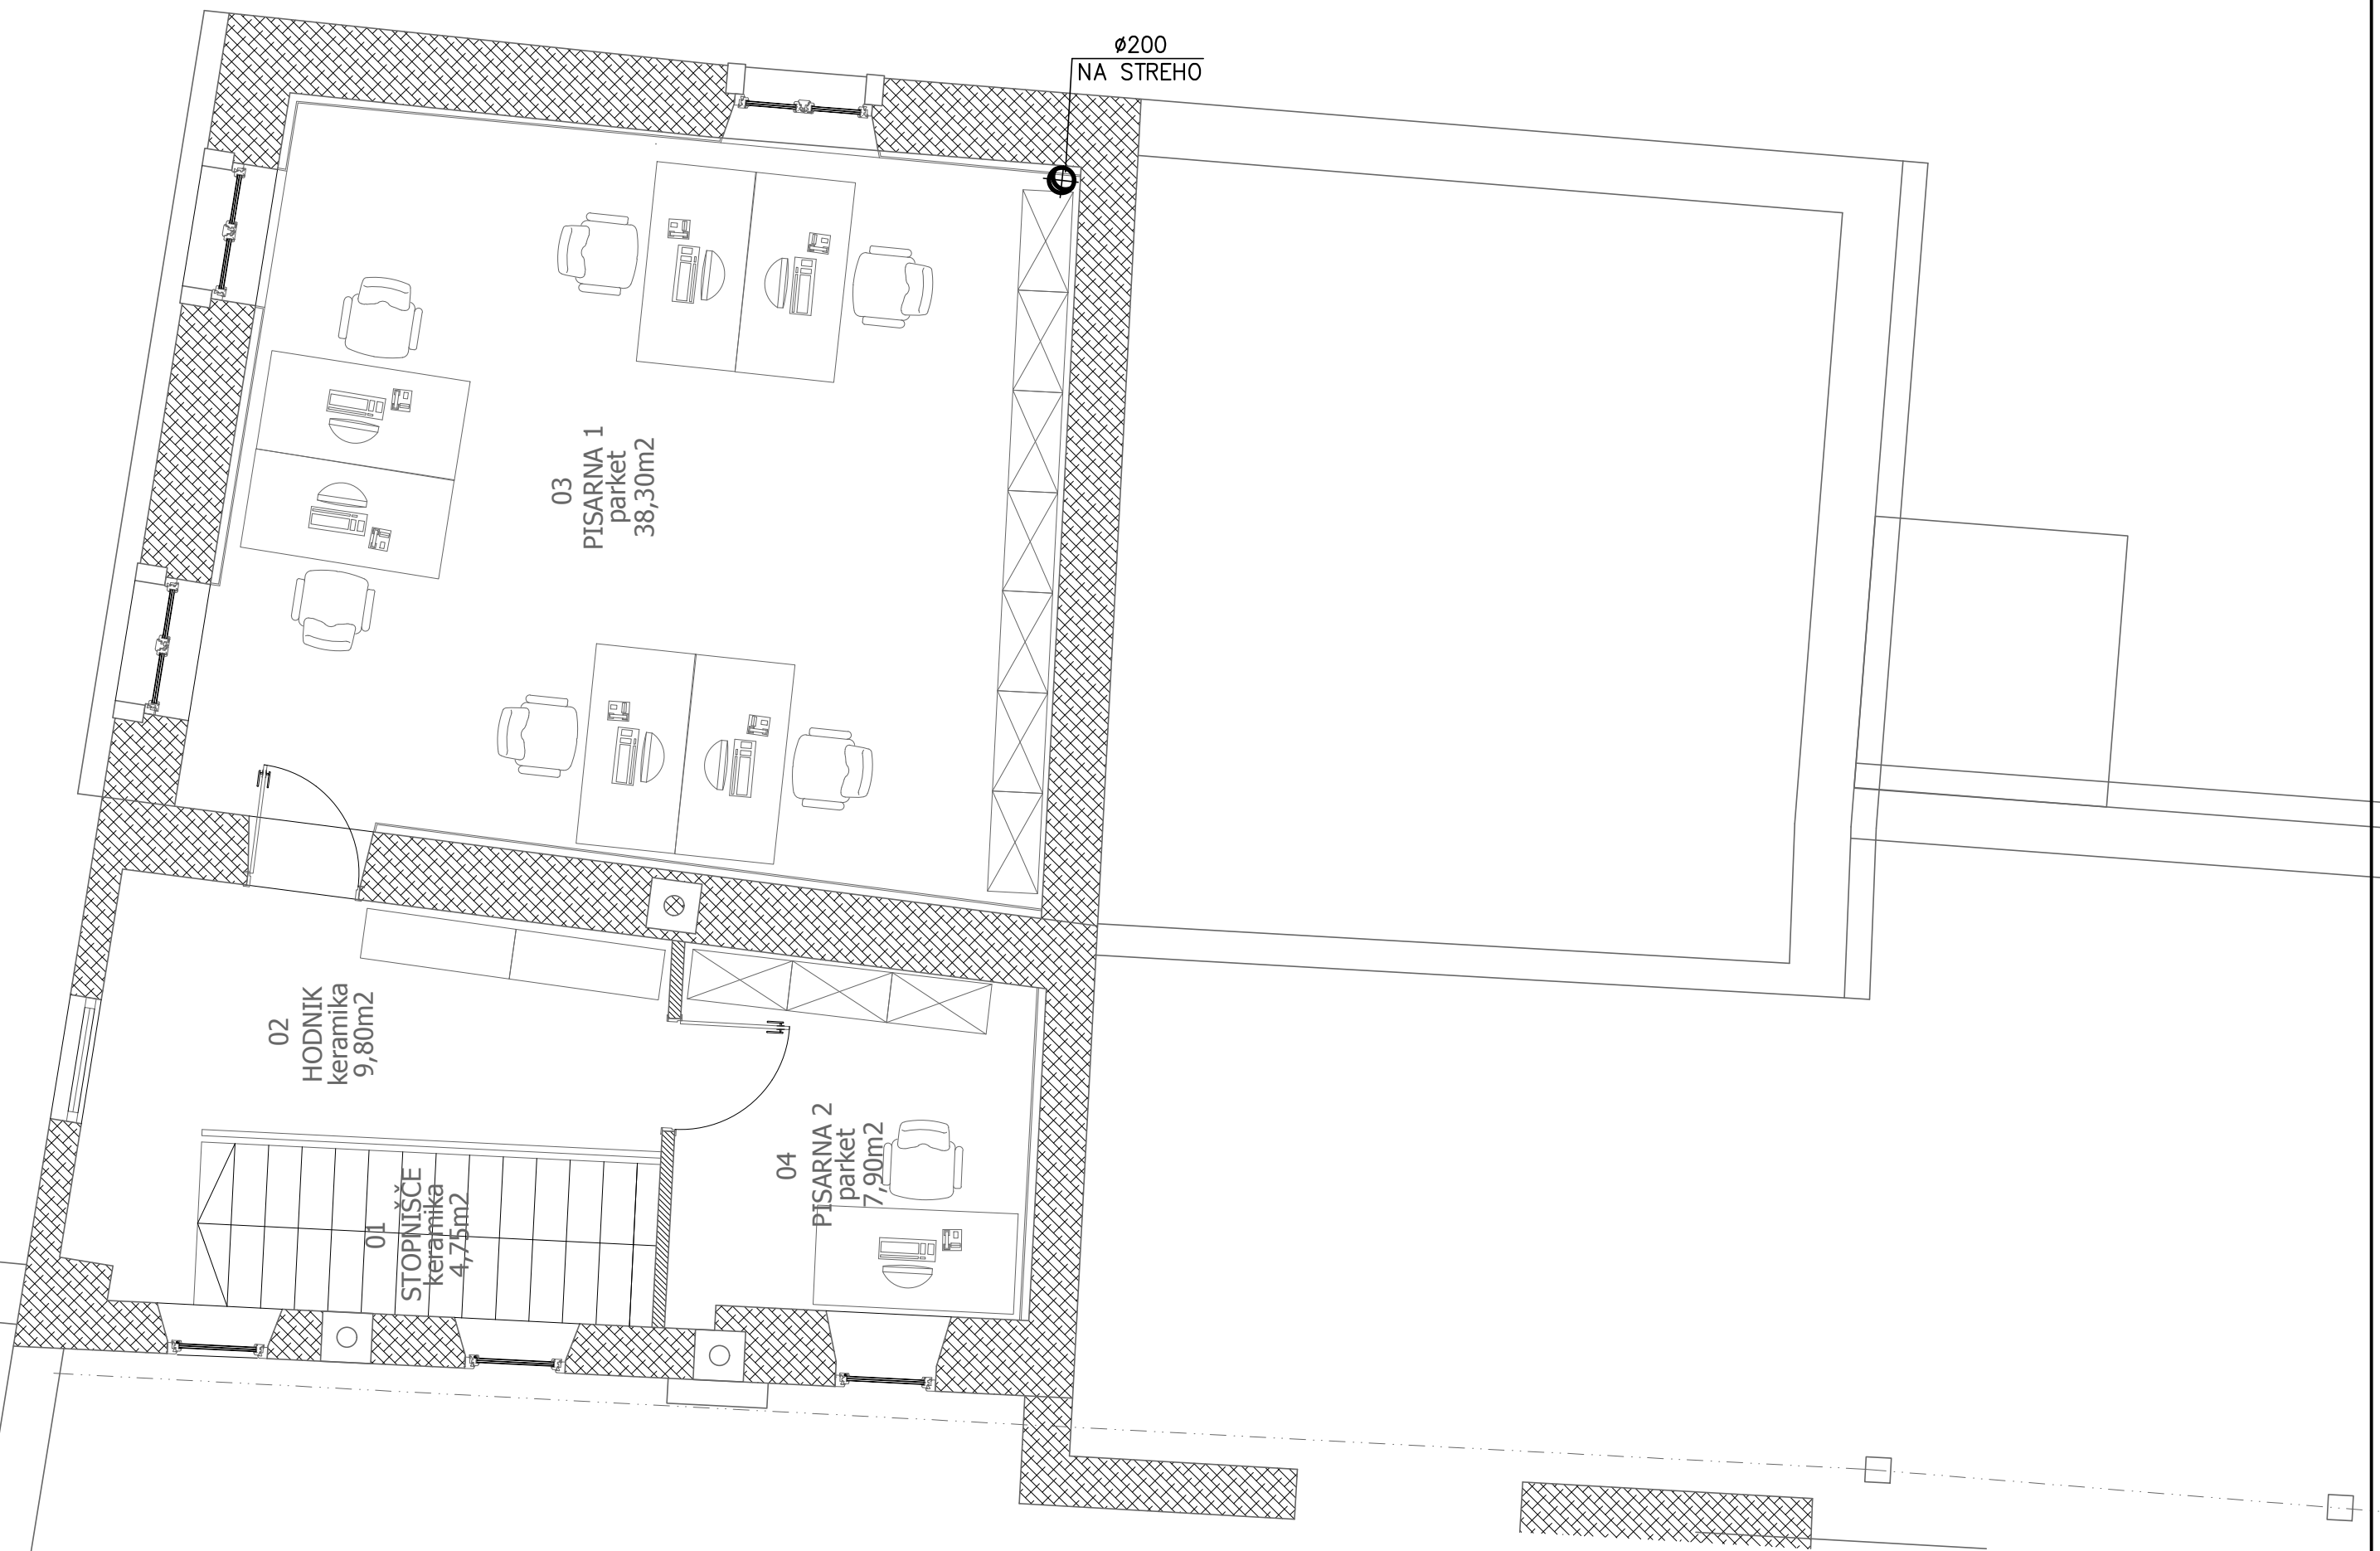 ø200
NA STREHO
03
PISARNA 1
parket
38,30m2
02
HODNIK
keramika
9,80m2
01
STOPNIŠČE
keramika
4,75m2
04
PISARNA 2
parket
7,90m2